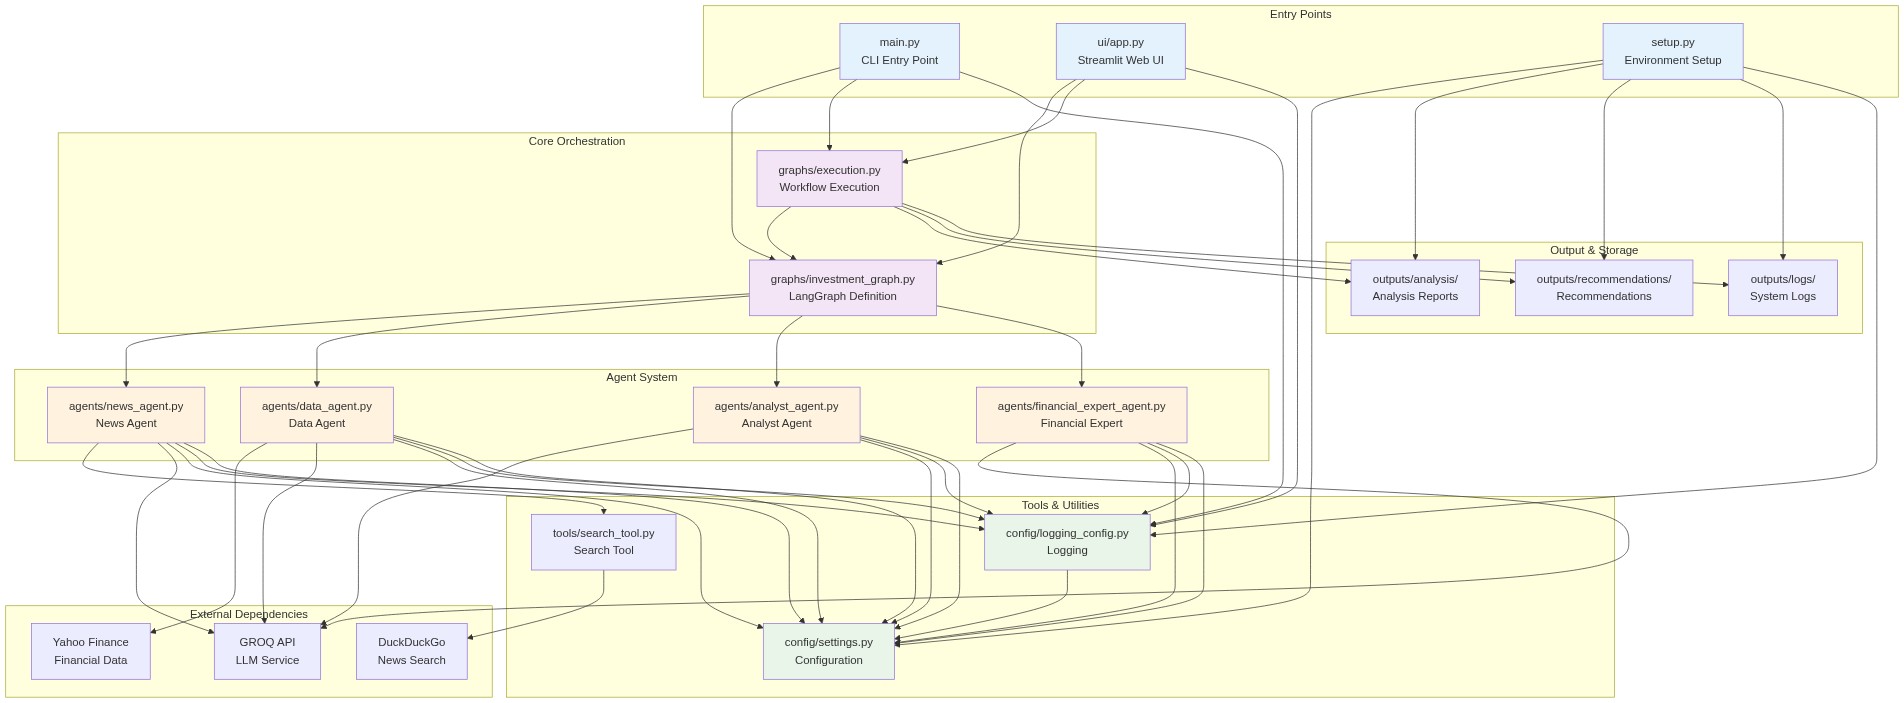 Entry Points
main.py
CLI Entry Point
ui/app.py
Streamlit Web UI
setup.py
Environment Setup
Core Orchestration
graphs/execution.py
Workflow Execution
graphs/investment_graph.py
LangGraph Definition
Output & Storage
outputs/analysis/
Analysis Reports
outputs/recommendations/
Recommendations
outputs/logs/
System Logs
Agent System
agents/news_agent.py
News Agent
agents/data_agent.py
Data Agent
agents/analyst_agent.py
Analyst Agent
agents/financial_expert_agent.py
Financial Expert
Tools & Utilities
tools/search_tool.py
Search Tool
config/logging_config.py
Logging
config/settings.py
Configuration
External Dependencies
Yahoo Finance
Financial Data
GROQ API
LLM Service
DuckDuckGo
News Search